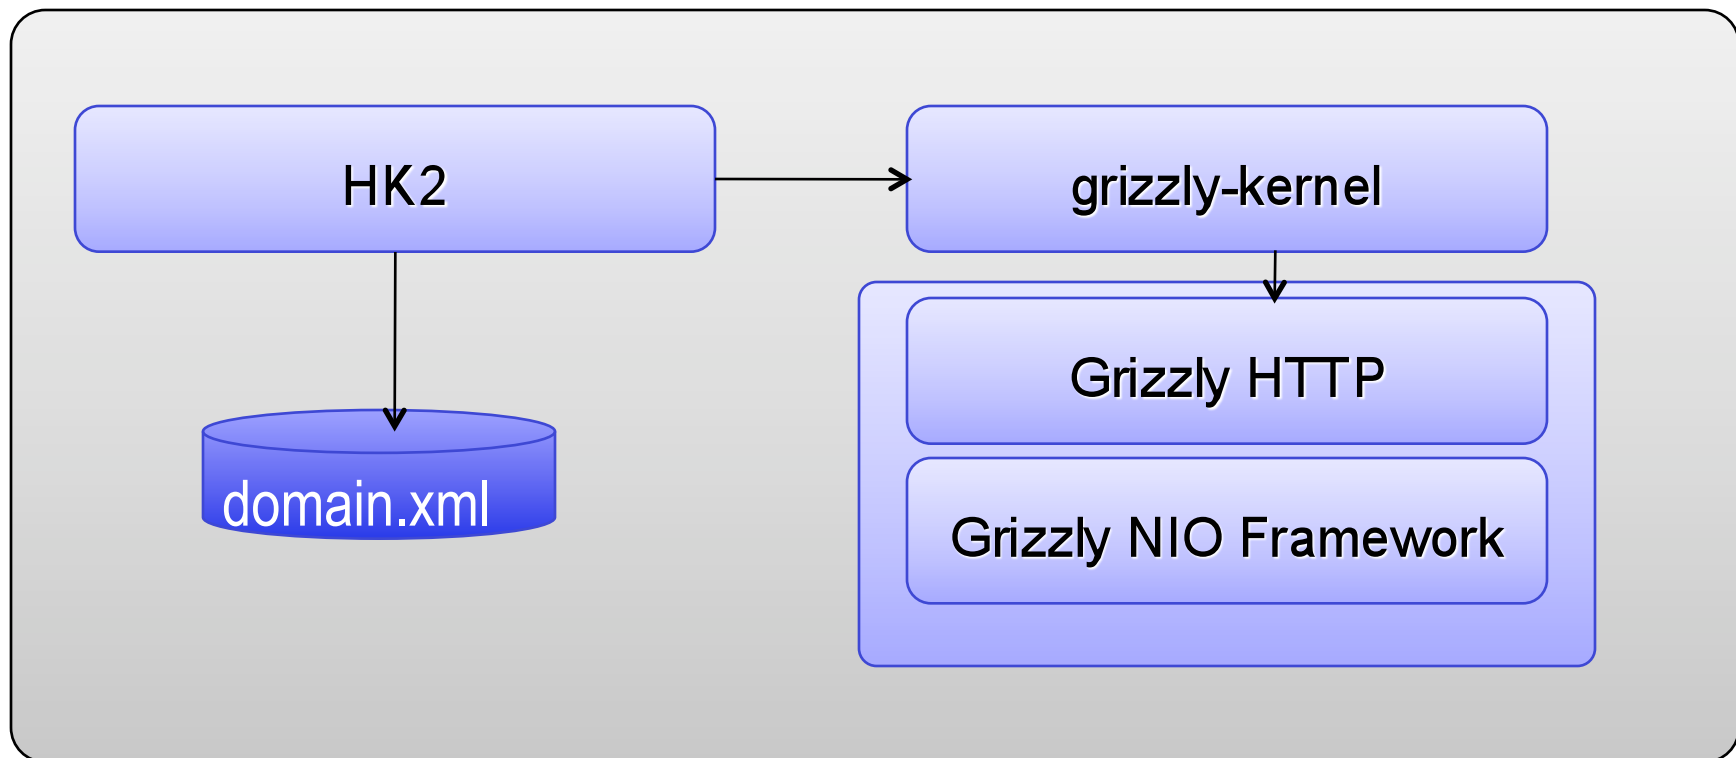 HK2
grizzly-kernel
Grizzly HTTP
domain.xml
Grizzly NIO Framework